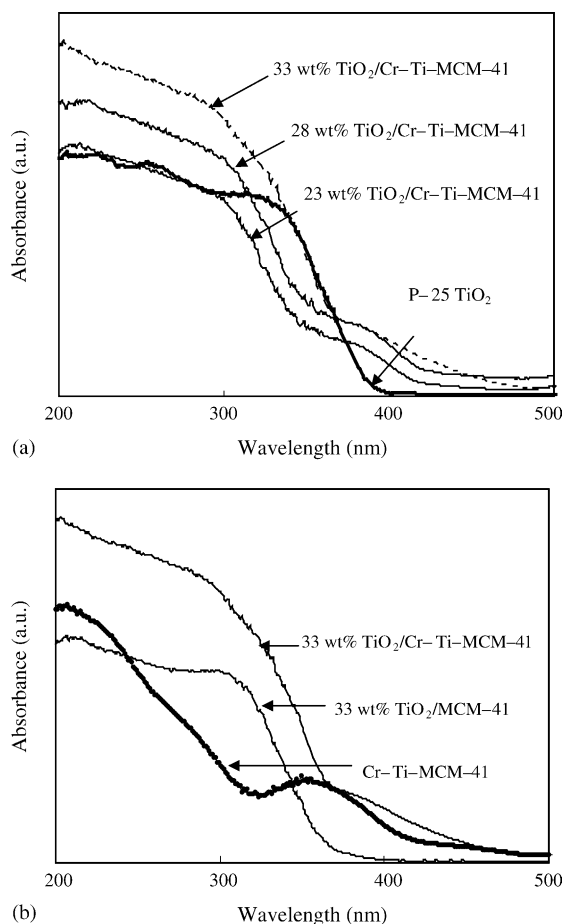 33 wt% TiO2/Cr–Ti–MCM–41
28 wt% TiO2/Cr–Ti–MCM–41
23 wt% TiO2/Cr–Ti–MCM–41
P–25 TiO2
Absorbance (a.u.)
200 300 400 500
(a) Wavelength (nm)
33 wt% TiO2/Cr–Ti–MCM–41
33 wt% TiO2/MCM–41
Cr–Ti–MCM–41
Absorbance (a.u.)
200 300 400 500
(b) Wavelength (nm)